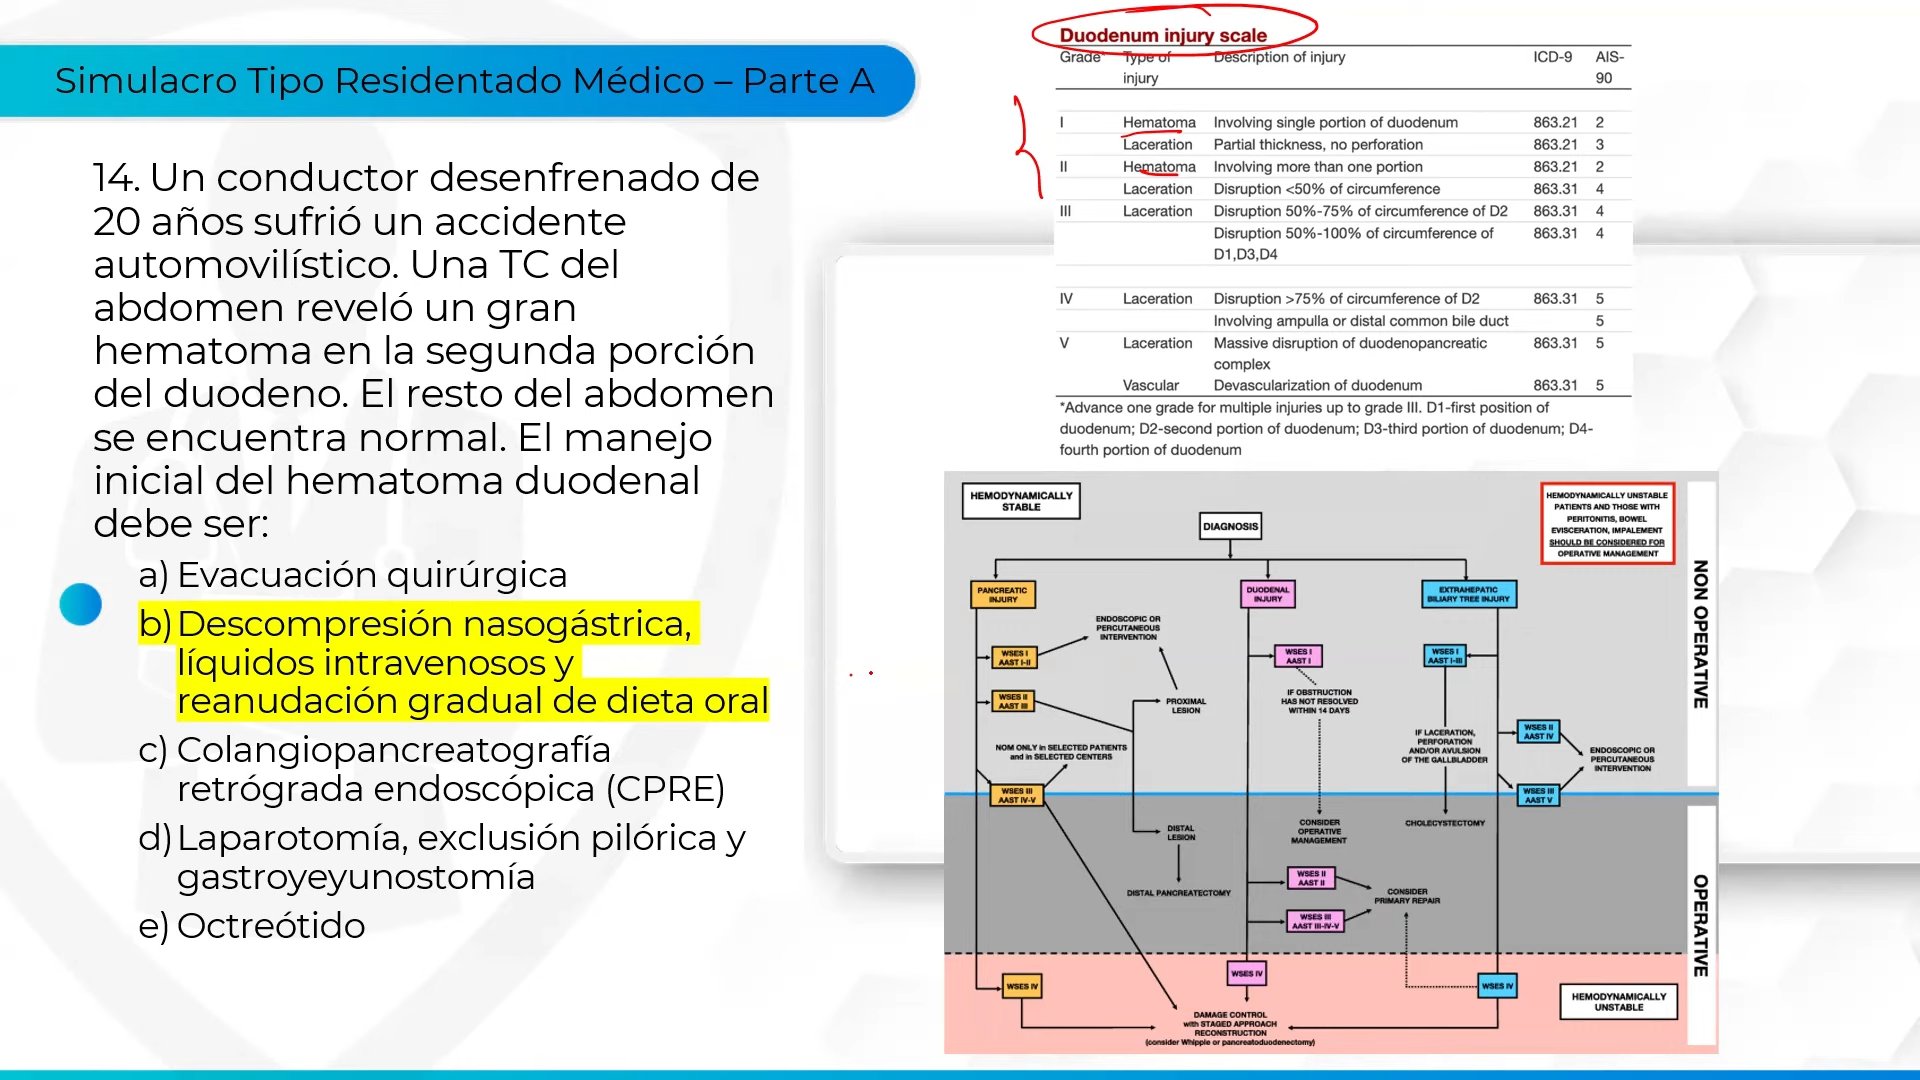 Simulacro Tipo Residentado Médico – Parte A
14. Un conductor desenfrenado de
20 años sufrió un accidente
automovilístico. Una TC del
abdomen reveló un gran
hematoma en la segunda porción
del duodeno. El resto del abdomen
se encuentra normal. El manejo
inicial del hematoma duodenal
debe ser:
a) Evacuación quirúrgica
b) Descompresión nasogástrica,
líquidos intravenosos y
reanudación gradual de dieta oral
c) Colangiopancreatografía
retrógrada endoscópica (CPRE)
d) Laparotomía, exclusión pilórica y
gastroyeyunostomía
e) Octreótido
Duodenum injury scale
Grade* Type of injury Description of injury ICD-9 AIS-90
I Hematoma Involving single portion of duodenum 863.21 2
Laceration Partial thickness, no perforation 863.21 3
II Hematoma Involving more than one portion 863.21 2
Laceration Disruption <50% of circumference 863.31 4
III Laceration Disruption 50%-75% of circumference of D2 863.31 4
Disruption 50%-100% of circumference of 863.31 4
D1,D3,D4
IV Laceration Disruption >75% of circumference of D2 863.31 5
Involving ampulla or distal common bile duct 5
V Laceration Massive disruption of duodenopancreatic 863.31 5
complex
Vascular Devascularization of duodenum 863.31 5
*Advance one grade for multiple injuries up to grade III. D1-first position of
duodenum; D2-second portion of duodenum; D3-third portion of duodenum; D4-
fourth portion of duodenum
HEMODYNAMICALLY
STABLE
DIAGNOSIS
HEMODYNAMICALLY UNSTABLE
PATIENTS AND THOSE WITH
PERITONITIS, BOWEL
EVISCERATION, IMPALEMENT
SHOULD BE CONSIDERED FOR
OPERATIVE MANAGEMENT
NON OPERATIVE
PANCREATIC
INJURY
DUODENAL
INJURY
EXTRAHEPATIC
BILIARY TREE INJURY
ENDOSCOPIC OR
PERCUTANEOUS
INTERVENTION
WSES I
AAST I-II
WSES I
AAST I
WSES I
AAST I-III
WSES II
AAST III
PROXIMAL
LESION
IF OBSTRUCTION
HAS NOT RESOLVED
WITHIN 14 DAYS
IF LACERATION,
PERFORATION
AND/OR AVULSION
OF THE GALLBLADDER
WSES II
AAST IV
ENDOSCOPIC OR
PERCUTANEOUS
INTERVENTION
NOM ONLY in SELECTED PATIENTS
and in SELECTED CENTERS
WSES III
AAST IV-V
WSES III
AAST V
DISTAL
LESION
CONSIDER
OPERATIVE
MANAGEMENT
CHOLECYSTECTOMY
DISTAL PANCREATECTOMY
WSES II
AAST II
WSES III
AAST III-IV-V
CONSIDER
PRIMARY REPAIR
OPERATIVE
WSES IV
WSES IV
WSES IV
DAMAGE CONTROL
with STAGED APPROACH
RECONSTRUCTION
(consider Whipple or pancreatoduodenectomy)
HEMODYNAMICALLY
UNSTABLE